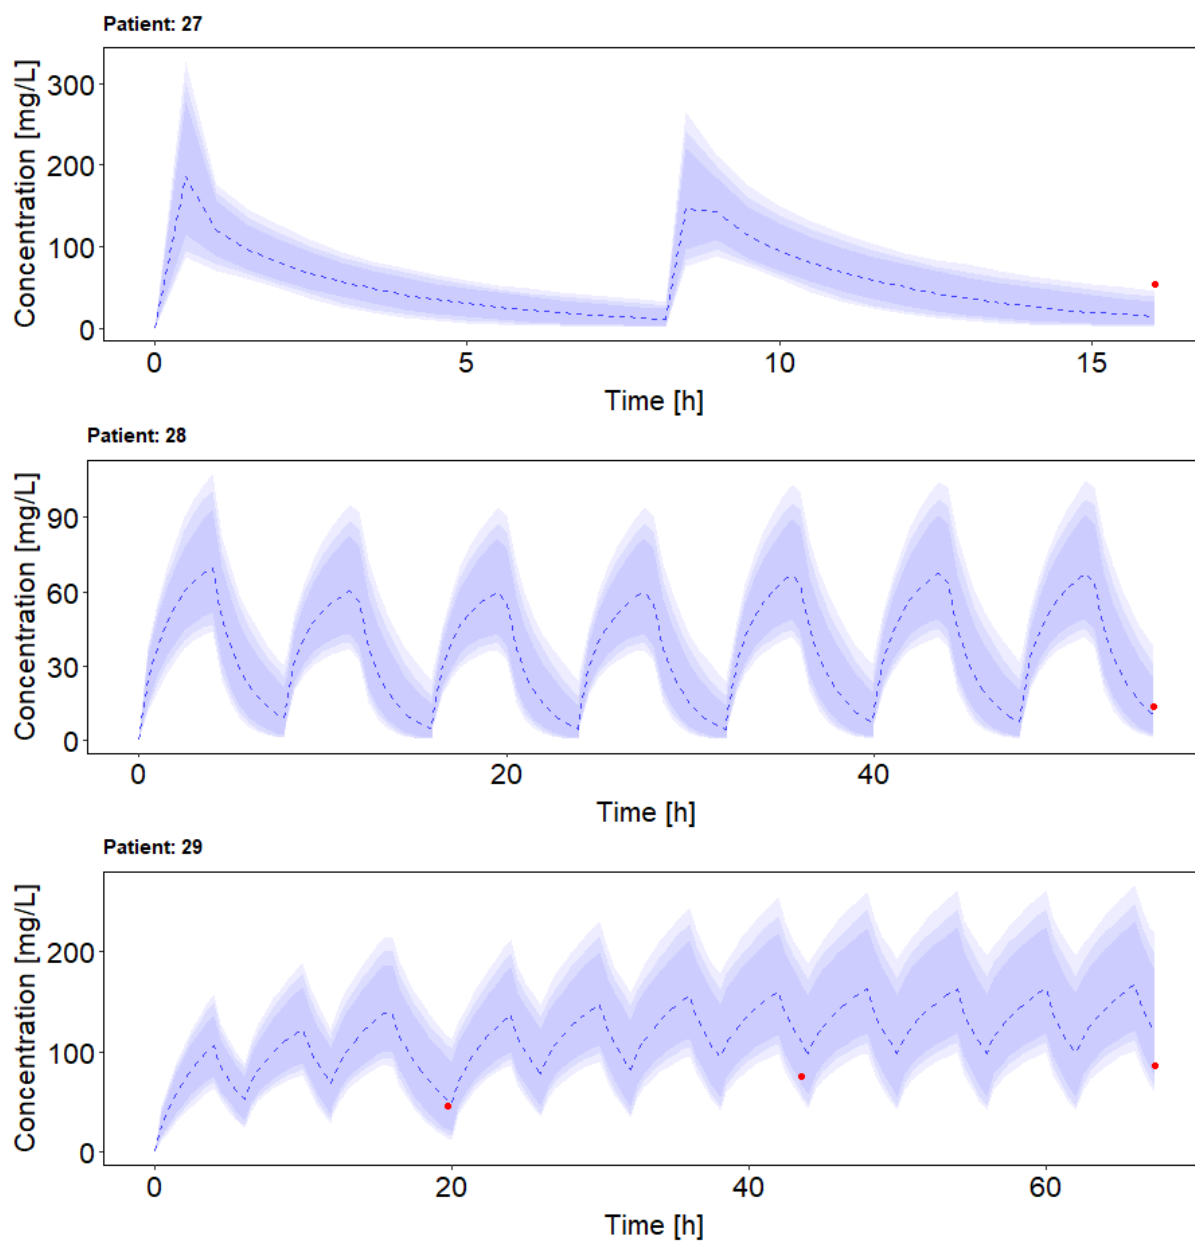 Patient: 27
Concentration [mg/L]
300
200
100
0
0 5 10 15
Time [h]
Patient: 28
Concentration [mg/L]
90
60
30
0
0 20 40
Time [h]
Patient: 29
Concentration [mg/L]
200
100
0
0 20 40 60
Time [h]